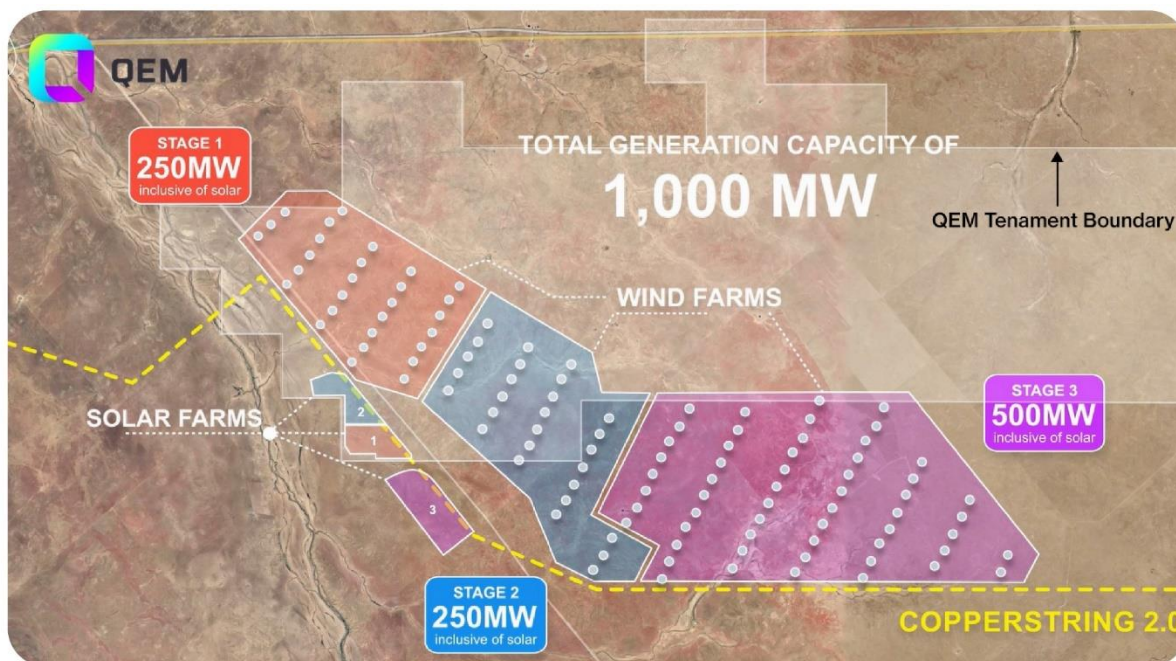 QEM
STAGE 1
250MW
inclusive of solar
TOTAL GENERATION CAPACITY OF
1,000 MW
QEM Tenament Boundary
WIND FARMS
SOLAR FARMS
2
1
3
STAGE 3
500MW
inclusive of solar
STAGE 2
250MW
inclusive of solar
COPPERSTRING 2.0